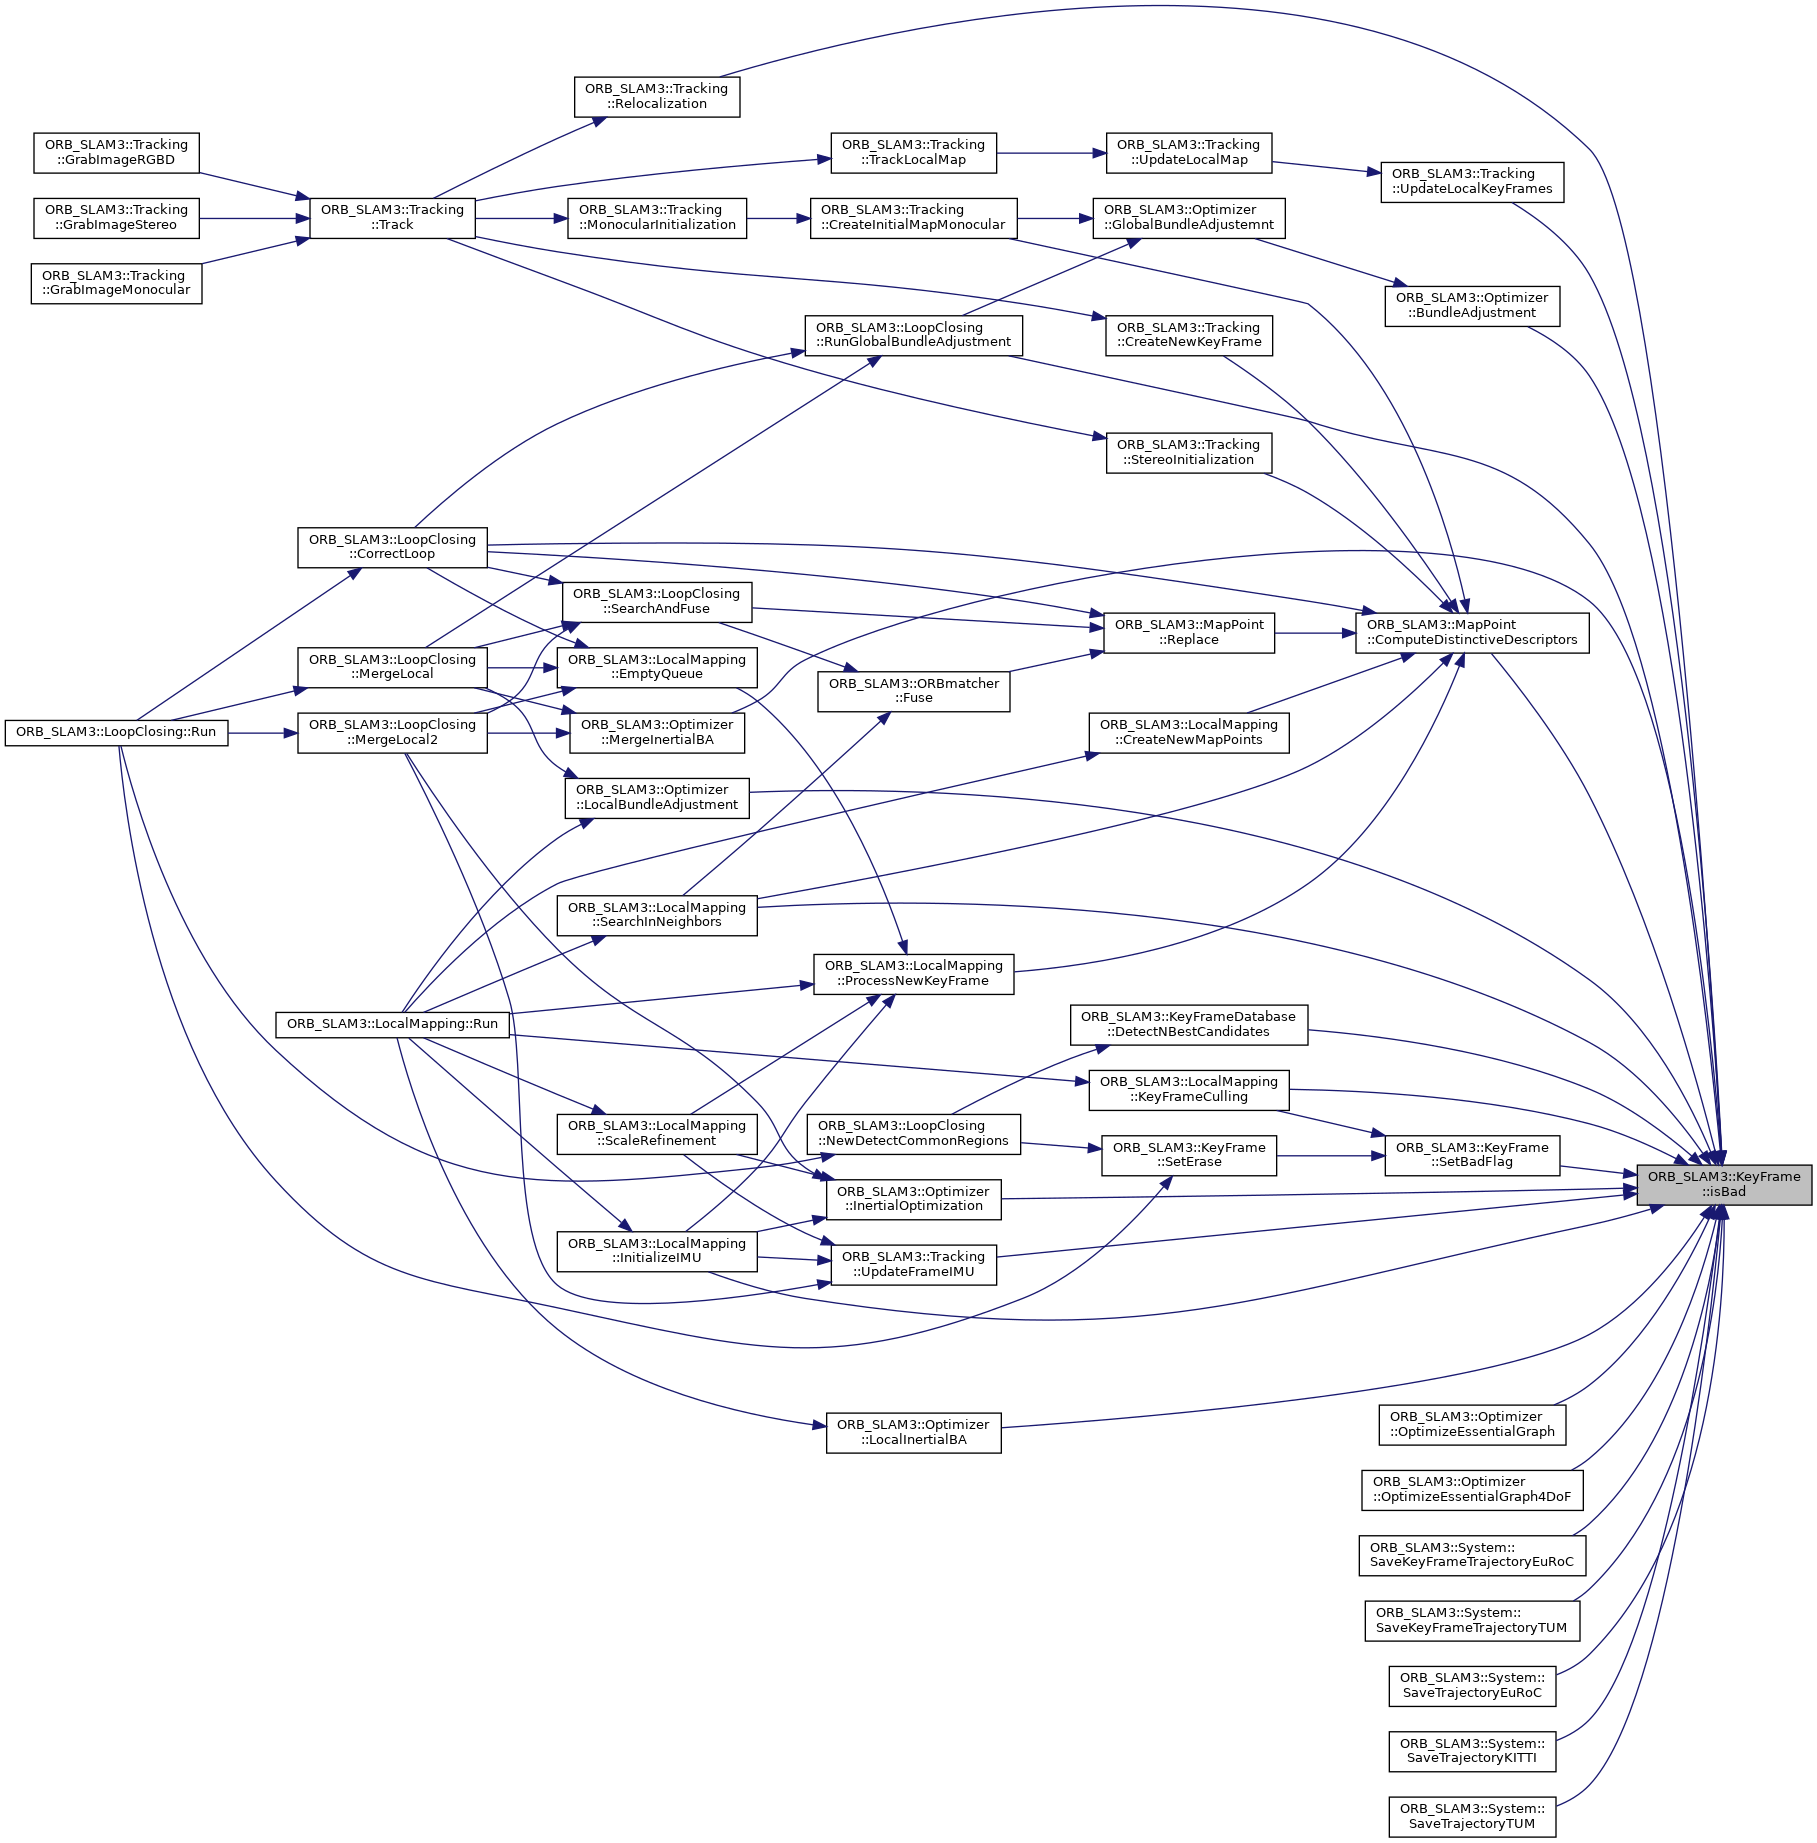 ORB_SLAM3::Tracking
::Relocalization
ORB_SLAM3::Tracking
::GrabImageRGBD
ORB_SLAM3::Tracking
::TrackLocalMap
ORB_SLAM3::Tracking
::UpdateLocalMap
ORB_SLAM3::Tracking
::UpdateLocalKeyFrames
ORB_SLAM3::Tracking
::GrabImageStereo
ORB_SLAM3::Tracking
::Track
ORB_SLAM3::Tracking
::MonocularInitialization
ORB_SLAM3::Tracking
::CreateInitialMapMonocular
ORB_SLAM3::Optimizer
::GlobalBundleAdjustemnt
ORB_SLAM3::Tracking
::GrabImageMonocular
ORB_SLAM3::Optimizer
::BundleAdjustment
ORB_SLAM3::LoopClosing
::RunGlobalBundleAdjustment
ORB_SLAM3::Tracking
::CreateNewKeyFrame
ORB_SLAM3::Tracking
::StereoInitialization
ORB_SLAM3::LoopClosing
::CorrectLoop
ORB_SLAM3::LoopClosing
::SearchAndFuse
ORB_SLAM3::MapPoint
::Replace
ORB_SLAM3::MapPoint
::ComputeDistinctiveDescriptors
ORB_SLAM3::LoopClosing
::MergeLocal
ORB_SLAM3::LocalMapping
::EmptyQueue
ORB_SLAM3::ORBmatcher
::Fuse
ORB_SLAM3::LoopClosing::Run
ORB_SLAM3::LoopClosing
::MergeLocal2
ORB_SLAM3::Optimizer
::MergeInertialBA
ORB_SLAM3::LocalMapping
::CreateNewMapPoints
ORB_SLAM3::Optimizer
::LocalBundleAdjustment
ORB_SLAM3::LocalMapping
::SearchInNeighbors
ORB_SLAM3::LocalMapping
::ProcessNewKeyFrame
ORB_SLAM3::LocalMapping::Run
ORB_SLAM3::KeyFrameDatabase
::DetectNBestCandidates
ORB_SLAM3::LocalMapping
::KeyFrameCulling
ORB_SLAM3::LocalMapping
::ScaleRefinement
ORB_SLAM3::LoopClosing
::NewDetectCommonRegions
ORB_SLAM3::KeyFrame
::SetErase
ORB_SLAM3::KeyFrame
::SetBadFlag
ORB_SLAM3::KeyFrame
::isBad
ORB_SLAM3::Optimizer
::InertialOptimization
ORB_SLAM3::LocalMapping
::InitializeIMU
ORB_SLAM3::Tracking
::UpdateFrameIMU
ORB_SLAM3::Optimizer
::LocalInertialBA
ORB_SLAM3::Optimizer
::OptimizeEssentialGraph
ORB_SLAM3::Optimizer
::OptimizeEssentialGraph4DoF
ORB_SLAM3::System::
SaveKeyFrameTrajectoryEuRoC
ORB_SLAM3::System::
SaveKeyFrameTrajectoryTUM
ORB_SLAM3::System::
SaveTrajectoryEuRoC
ORB_SLAM3::System::
SaveTrajectoryKITTI
ORB_SLAM3::System::
SaveTrajectoryTUM